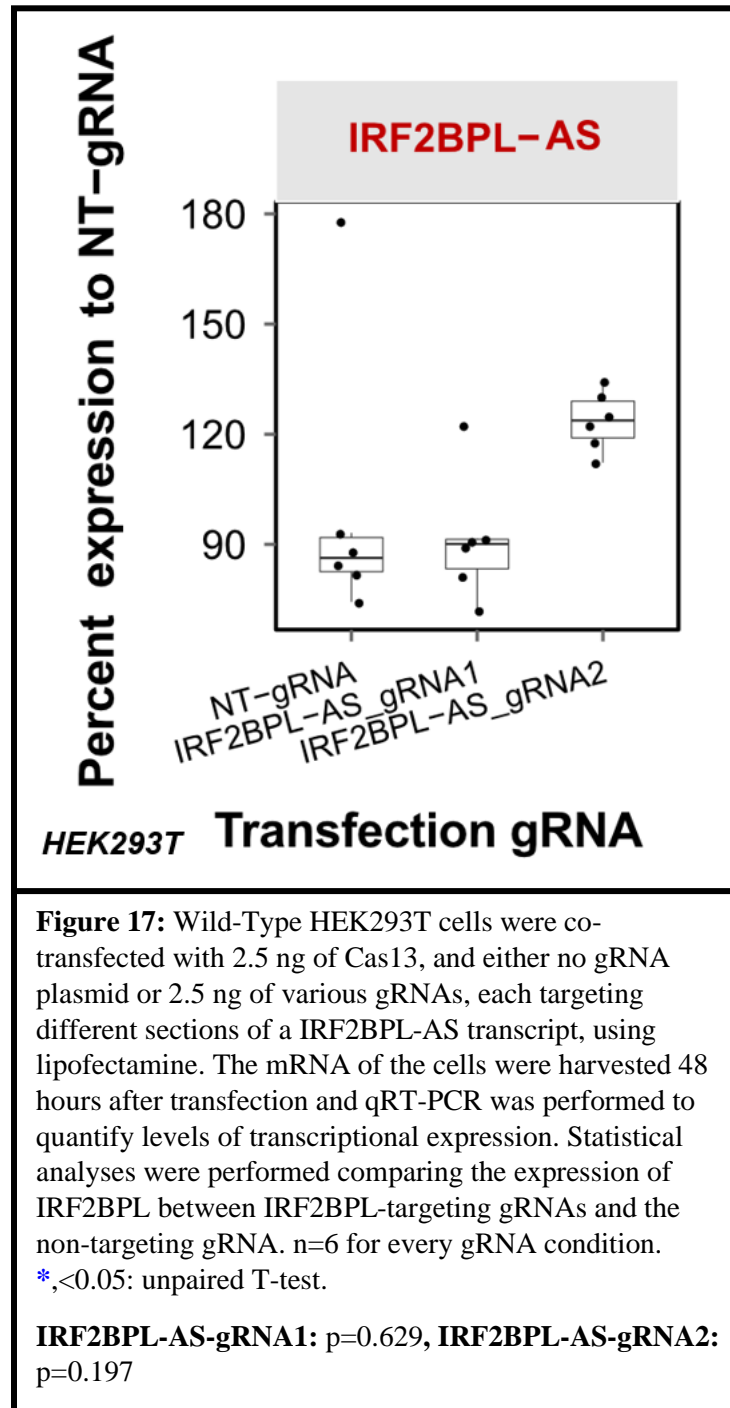 Percent expression to NT−gRNA
IRF2BPL−AS
180
150
120
90
NT−gRNA
IRF2BPL−AS_gRNA1
IRF2BPL−AS_gRNA2
HEK293T
Transfection gRNA
Figure 17: Wild-Type HEK293T cells were co-
transfected with 2.5 ng of Cas13, and either no gRNA
plasmid or 2.5 ng of various gRNAs, each targeting
different sections of a IRF2BPL-AS transcript, using
lipofectamine. The mRNA of the cells were harvested 48
hours after transfection and qRT-PCR was performed to
quantify levels of transcriptional expression. Statistical
analyses were performed comparing the expression of
IRF2BPL between IRF2BPL-targeting gRNAs and the
non-targeting gRNA. n=6 for every gRNA condition.
*,<0.05: unpaired T-test.
IRF2BPL-AS-gRNA1: p=0.629, IRF2BPL-AS-gRNA2:
p=0.197